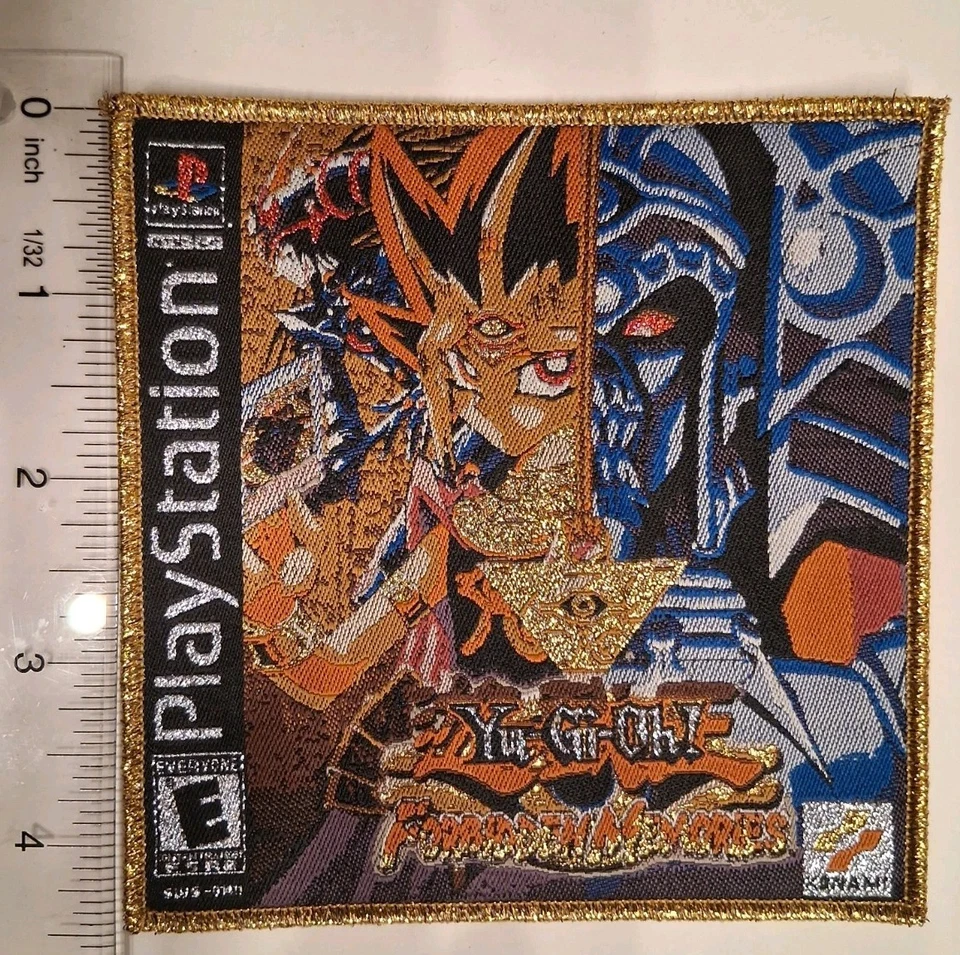 0
inch
1/32
1
2
3
4
PlayStation
PlayStation
EVERYONE
E
Yu-Gi-Oh!
FORBIDDEN MEMORIES
KONAMI